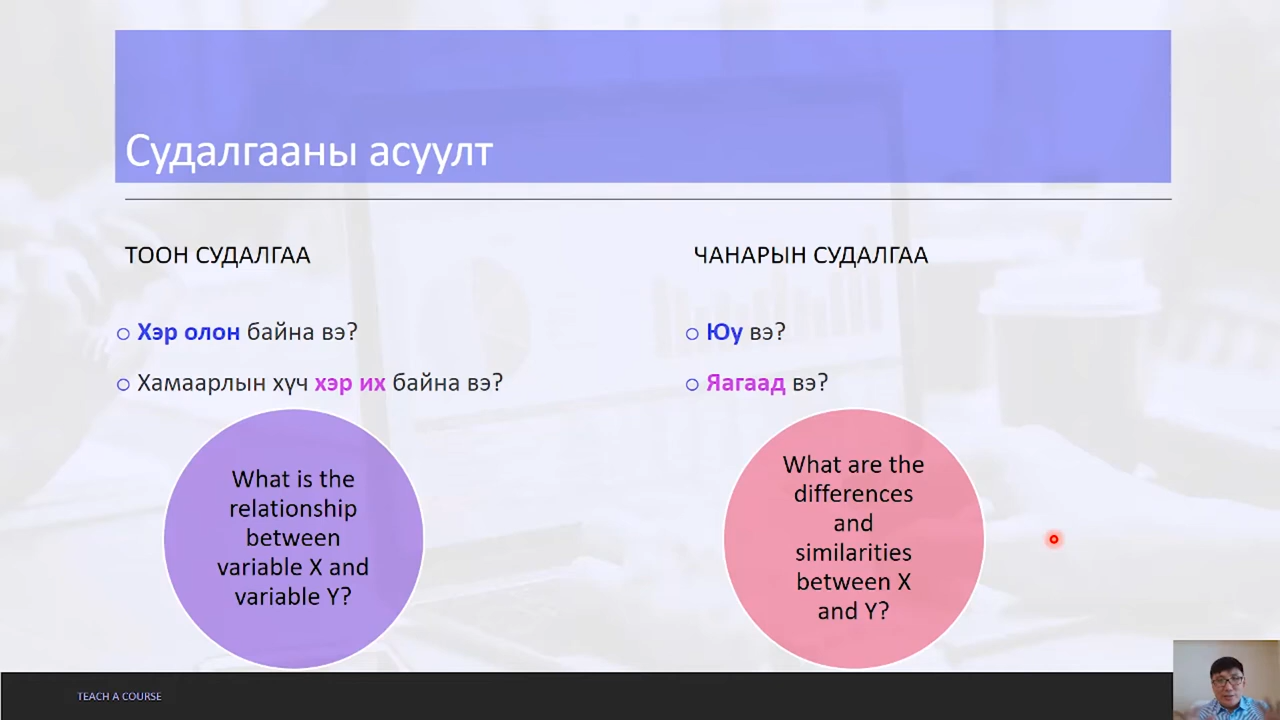 Судалгааны асуулт
ТООН СУДАЛГАА
Хэр олон байна вэ?
Хамаарлын хүч хэр их байна вэ?
What is the
relationship
between
variable X and
variable Y?
ЧАНАРЫН СУДАЛГАА
Юу вэ?
Яагаад вэ?
What are the
differences
and
similarities
between X
and Y?
TEACH A COURSE